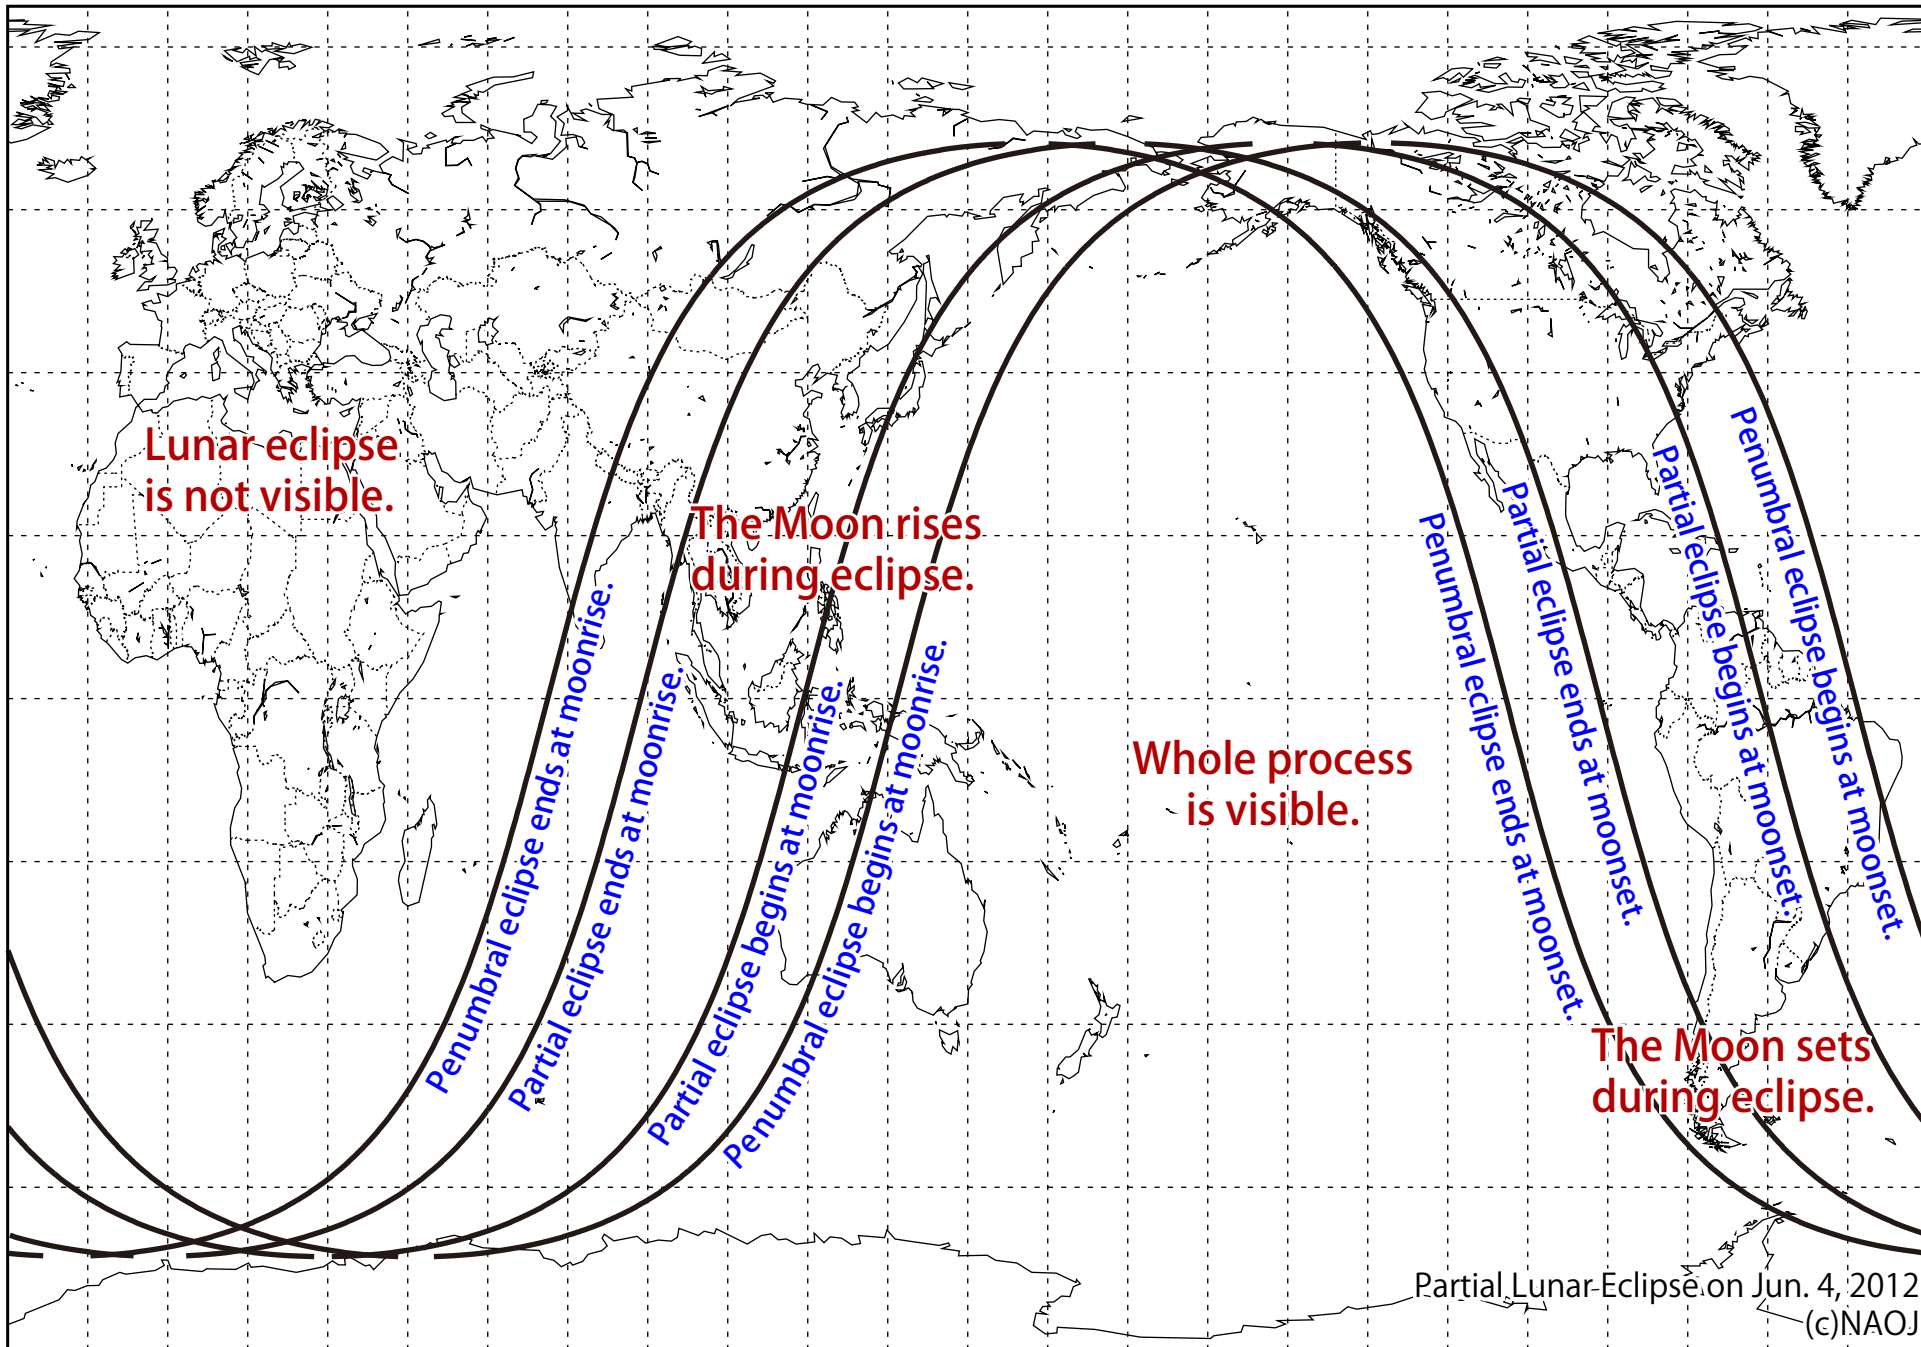 Lunar eclipse
is not visible.
The Moon rises
during eclipse.
Whole process
is visible.
The Moon sets
during eclipse.
Penumbral eclipse ends at moonrise.
Partial eclipse ends at moonrise.
Partial eclipse begins at moonrise.
Penumbral eclipse begins at moonrise.
Penumbral eclipse ends at moonset.
Partial eclipse ends at moonset.
Partial eclipse begins at moonset.
Penumbral eclipse begins at moonset.
Partial Lunar Eclipse on Jun. 4, 2012
(c)NAOJ